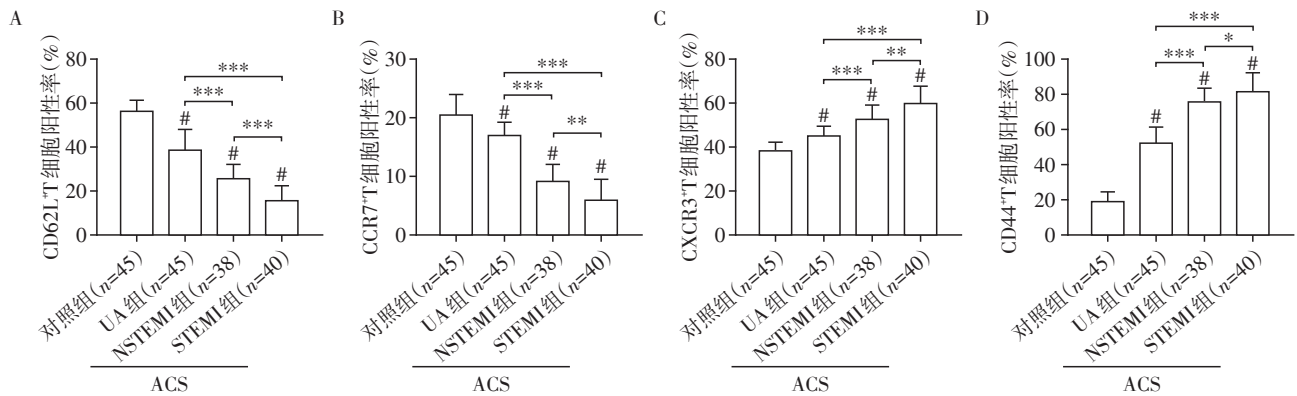 A
CD62L⁺T细胞阳性率(%)
80
60
40
20
0
***
***
***
#
#
#
对照组(n=45)
UA组(n=45)
NSTEMI组(n=38)
STEMI组(n=40)
ACS
B
CCR7⁺T细胞阳性率(%)
30
20
10
0
***
***
**
#
#
#
对照组(n=45)
UA组(n=45)
NSTEMI组(n=38)
STEMI组(n=40)
ACS
C
CXCR3⁺T细胞阳性率(%)
80
60
40
20
0
***
**
***
#
#
#
对照组(n=45)
UA组(n=45)
NSTEMI组(n=38)
STEMI组(n=40)
ACS
D
CD44⁺T细胞阳性率(%)
100
80
60
40
20
0
***
*
***
#
#
#
对照组(n=45)
UA组(n=45)
NSTEMI组(n=38)
STEMI组(n=40)
ACS